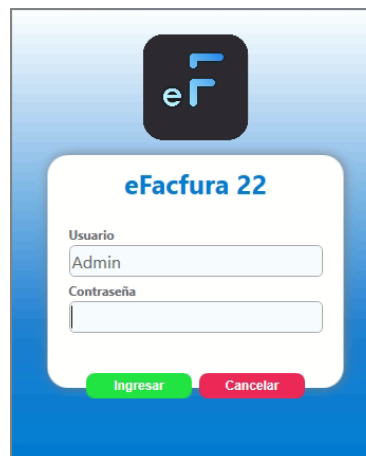 eF
eFacfura 22
Usuario
Admin
Contraseña
Ingresar Cancelar